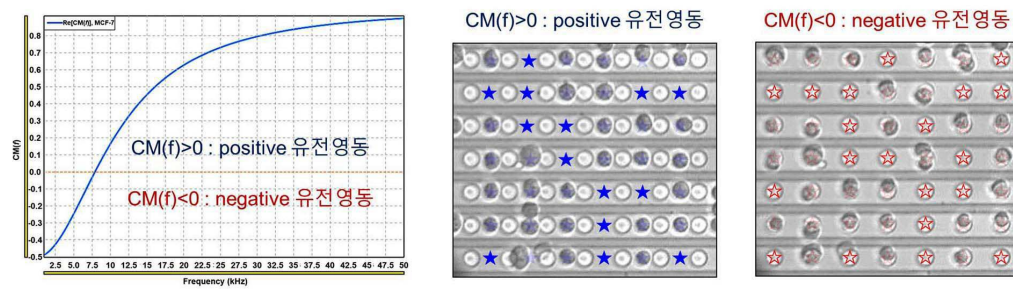 Re[CM(f)], MCF-7
CM(f)
0.8
0.7
0.6
0.5
0.4
0.3
0.2
0.1
0.0
-0.1
-0.2
-0.3
-0.4
-0.5
CM(f)>0 : positive 유전영동
CM(f)<0 : negative 유전영동
2.5 5.0 7.5 10 12.5 15 17.5 20 22.5 25 27.5 30 32.5 35 37.5 40 42.5 45 47.5 50
Frequency (kHz)
CM(f)>0 : positive 유전영동
CM(f)<0 : negative 유전영동